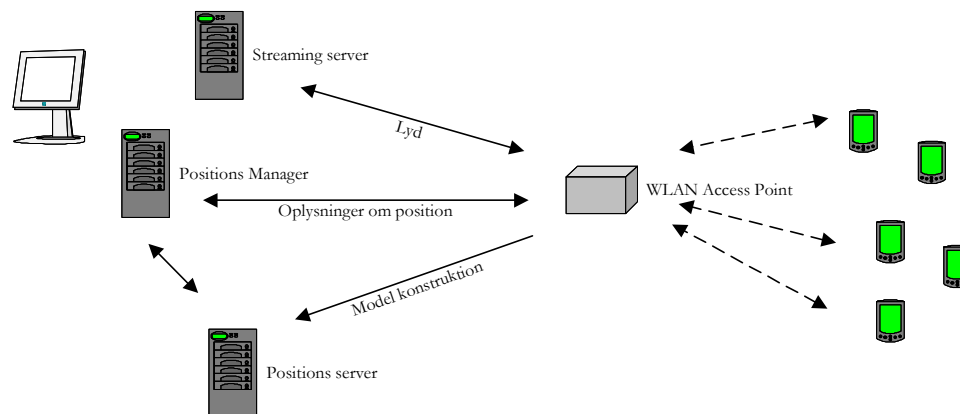 Streaming server
Lyd
Positions Manager
Oplysninger om position
WLAN Access Point
Model konstruktion
Positions server